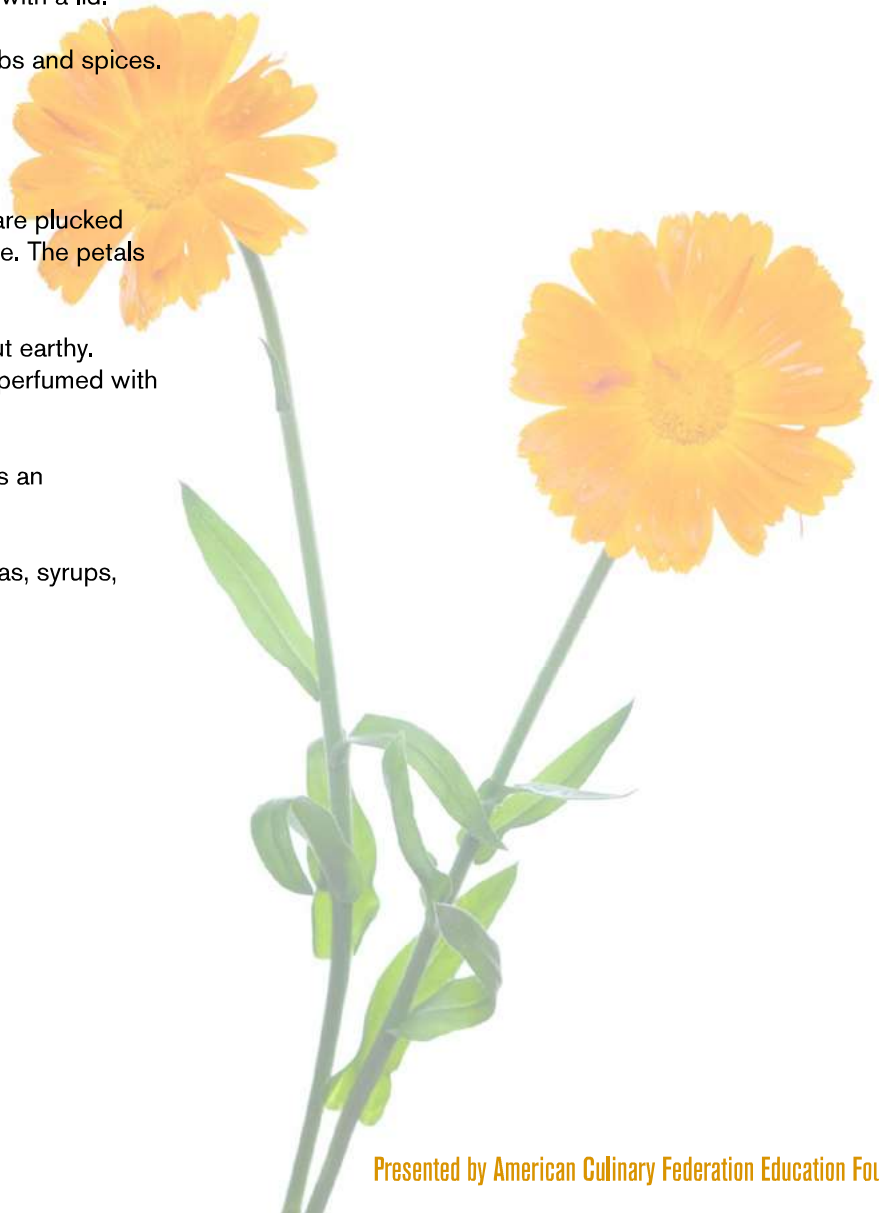 with a lid.
bs and spices.
are plucked
e. The petals
ut earthy.
perfumed with
s an
as, syrups,
Presented by American Culinary Federation Education Fou